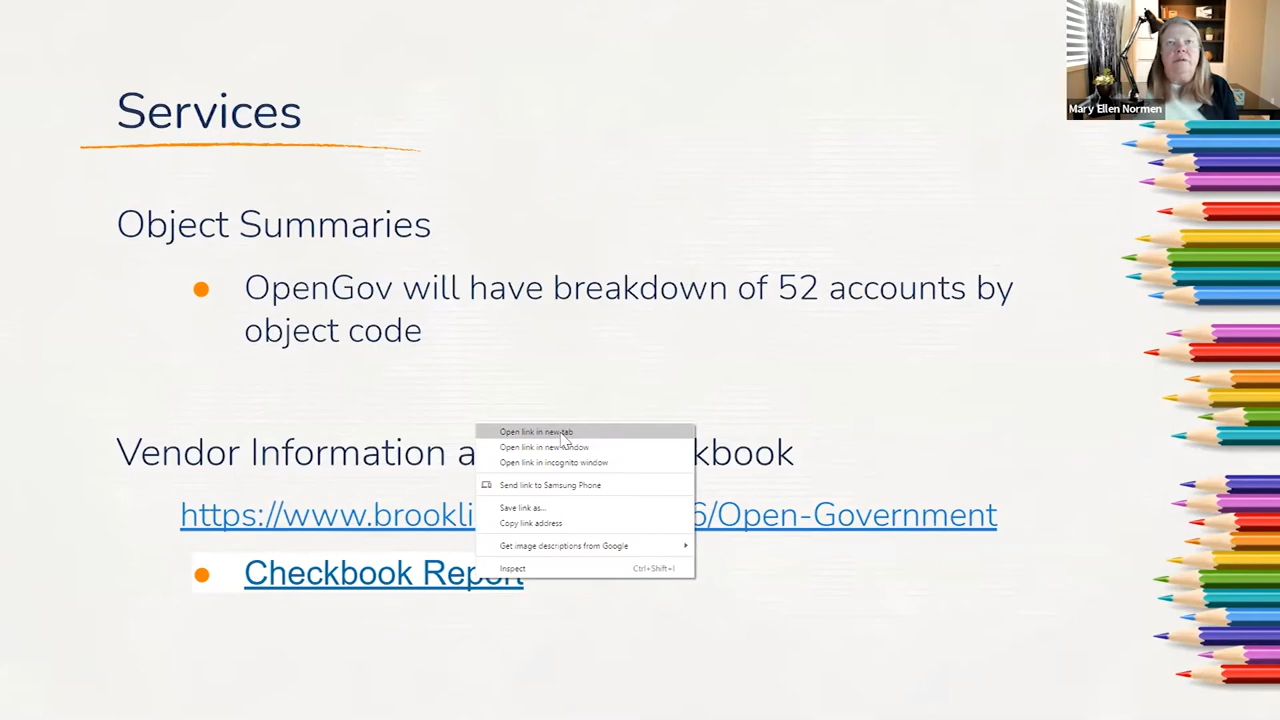 Mary Ellen Normen
Services
Object Summaries
OpenGov will have breakdown of 52 accounts by
object code
Vendor Information a
kbook
https://www.brookli
6/Open-Government
Checkbook Report
Open link in new tab
Open link in new window
Open link in incognito window
Send link to Samsung Phone
Save link as...
Copy link address
Get image descriptions from Google
Inspect Ctrl+Shift+I